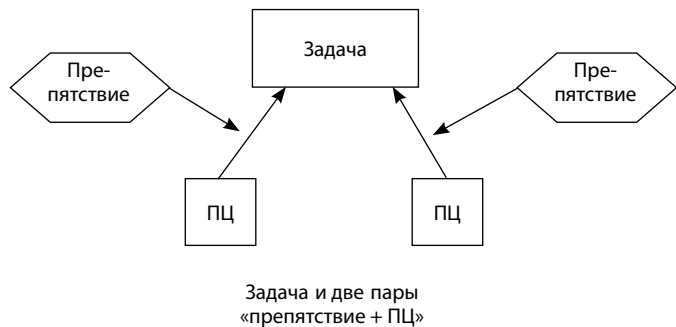 Задача
Пре-
пятствие
Пре-
пятствие
ПЦ
ПЦ
Задача и две пары
«препятствие + ПЦ»